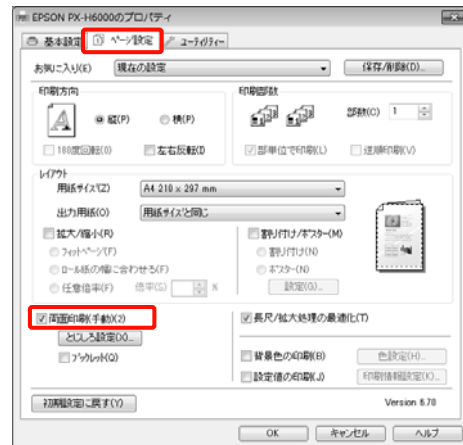 EPSON PX-H6000のプロパティ
基本設定 ページ設定 ユーティリティー
お気に入り(E) 現在の設定 保存/削除(D)...
印刷方向 印刷部数
縦(P) 横(P) 部数(C) 1
180度回転(0) 左右反転(I) 部単位で印刷(L) 逆順印刷(V)
レイアウト
用紙サイズ(Z) A4 210 x 297 mm
出力用紙(O) 用紙サイズと同じ
拡大/縮小(R) 割り付け/ポスター(M)
フィットページ(F) 割り付け(N)
ロール紙の幅に合わせる(F) ポスター(N)
任意倍率(F) 倍率(S) % 設定(G)...
両面印刷(手動)(2) 長尺/拡大処理の最適化(T)
とじしろ設定(X)...
ブックレット(Q) 背景色の印刷(B) 色設定(H)...
設定値の印刷(J) 印刷情報設定(K)...
初期設定に戻す(Y) Version 6.70
OK キャンセル ヘルプ